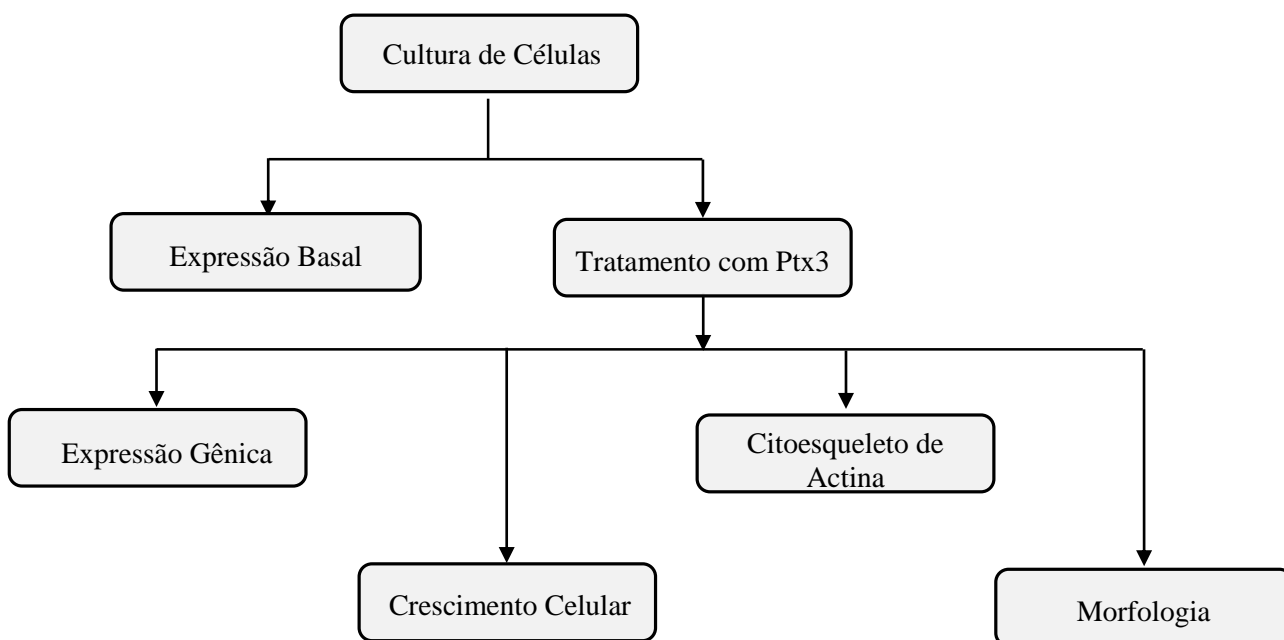 Cultura de Células
Expressão Basal
Tratamento com Ptx3
Expressão Gênica
Citoesqueleto de
Actina
Crescimento Celular
Morfologia